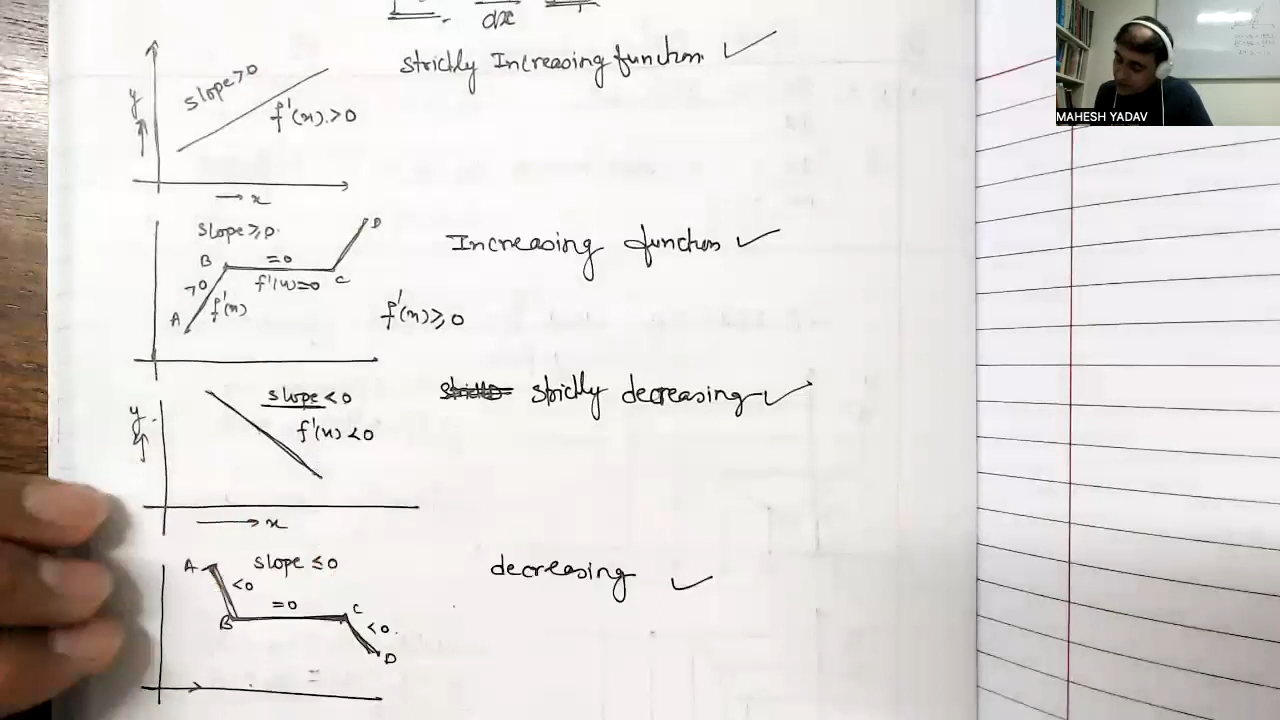 dx
MAHESH YADAV
strictly Increasing function ✓
slope>0
y
f'(x).>0
x
slope≥0.
Increasing function ✓
D
B
=0
>0
f'(x)=0
C
f'(x)
A
f'(x)≥0
slope<0
strictly decreasing ✓
y
f'(x)<0
x
slope ≤0
decreasing ✓
A
<0
=0
C
B
<0.
D
=